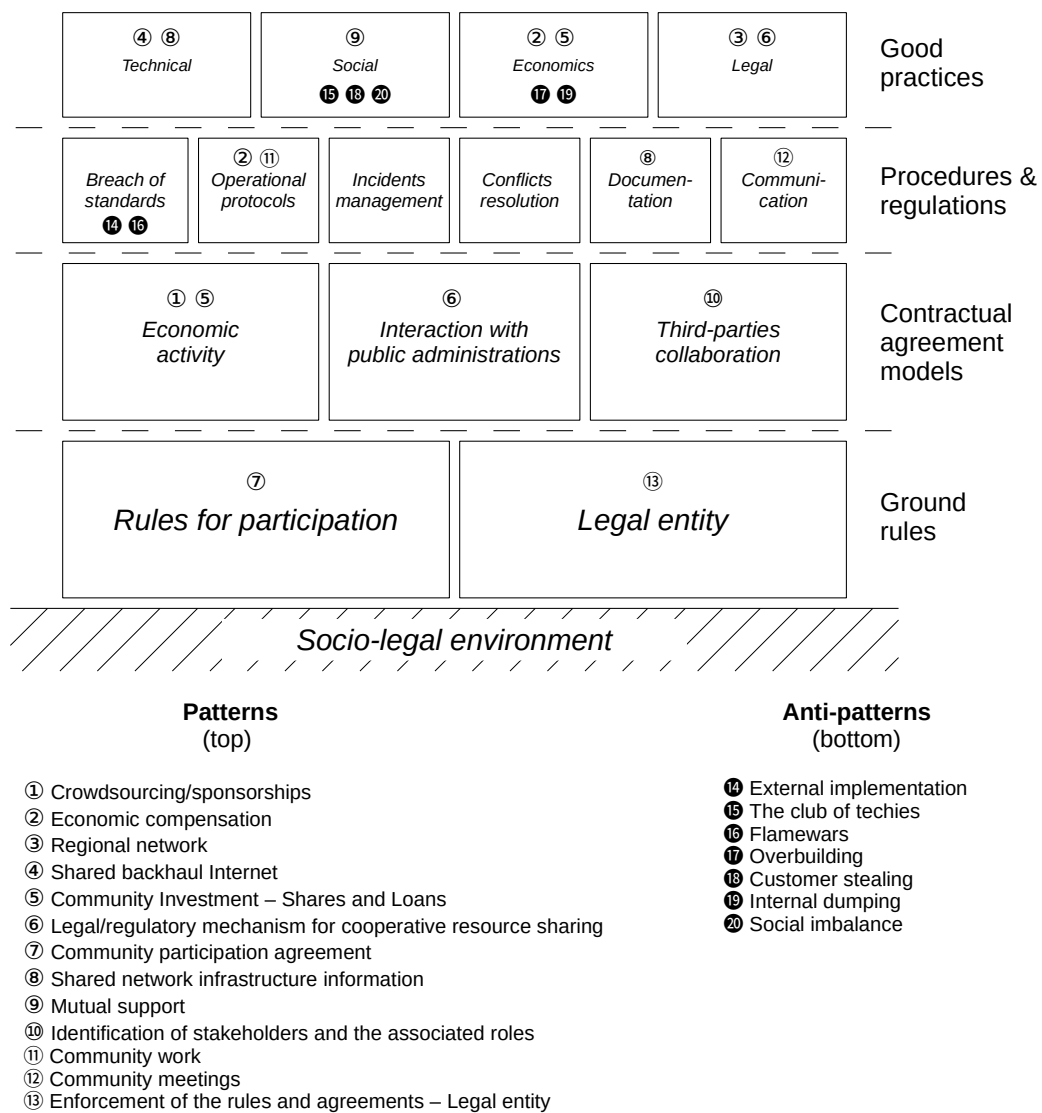 ④ ⑧
Technical
⑨
Social
⓯ ⓲ ⓴
② ⑤
Economics
⓱ ⓳
③ ⑥
Legal
Good
practices
Breach of
standards
⓮ ⓰
② ⑪
Operational
protocols
Incidents
management
Conflicts
resolution
⑧
Documen-
tation
⑫
Communi-
cation
Procedures &
regulations
① ⑤
Economic
activity
⑥
Interaction with
public administrations
⑩
Third-parties
collaboration
Contractual
agreement
models
⑦
Rules for participation
⑬
Legal entity
Ground
rules
Socio-legal environment
Patterns
(top)
① Crowdsourcing/sponsorships
② Economic compensation
③ Regional network
④ Shared backhaul Internet
⑤ Community Investment – Shares and Loans
⑥ Legal/regulatory mechanism for cooperative resource sharing
⑦ Community participation agreement
⑧ Shared network infrastructure information
⑨ Mutual support
⑩ Identification of stakeholders and the associated roles
⑪ Community work
⑫ Community meetings
⑬ Enforcement of the rules and agreements – Legal entity
Anti-patterns
(bottom)
⓮ External implementation
⓯ The club of techies
⓰ Flamewars
⓱ Overbuilding
⓲ Customer stealing
⓳ Internal dumping
⓴ Social imbalance